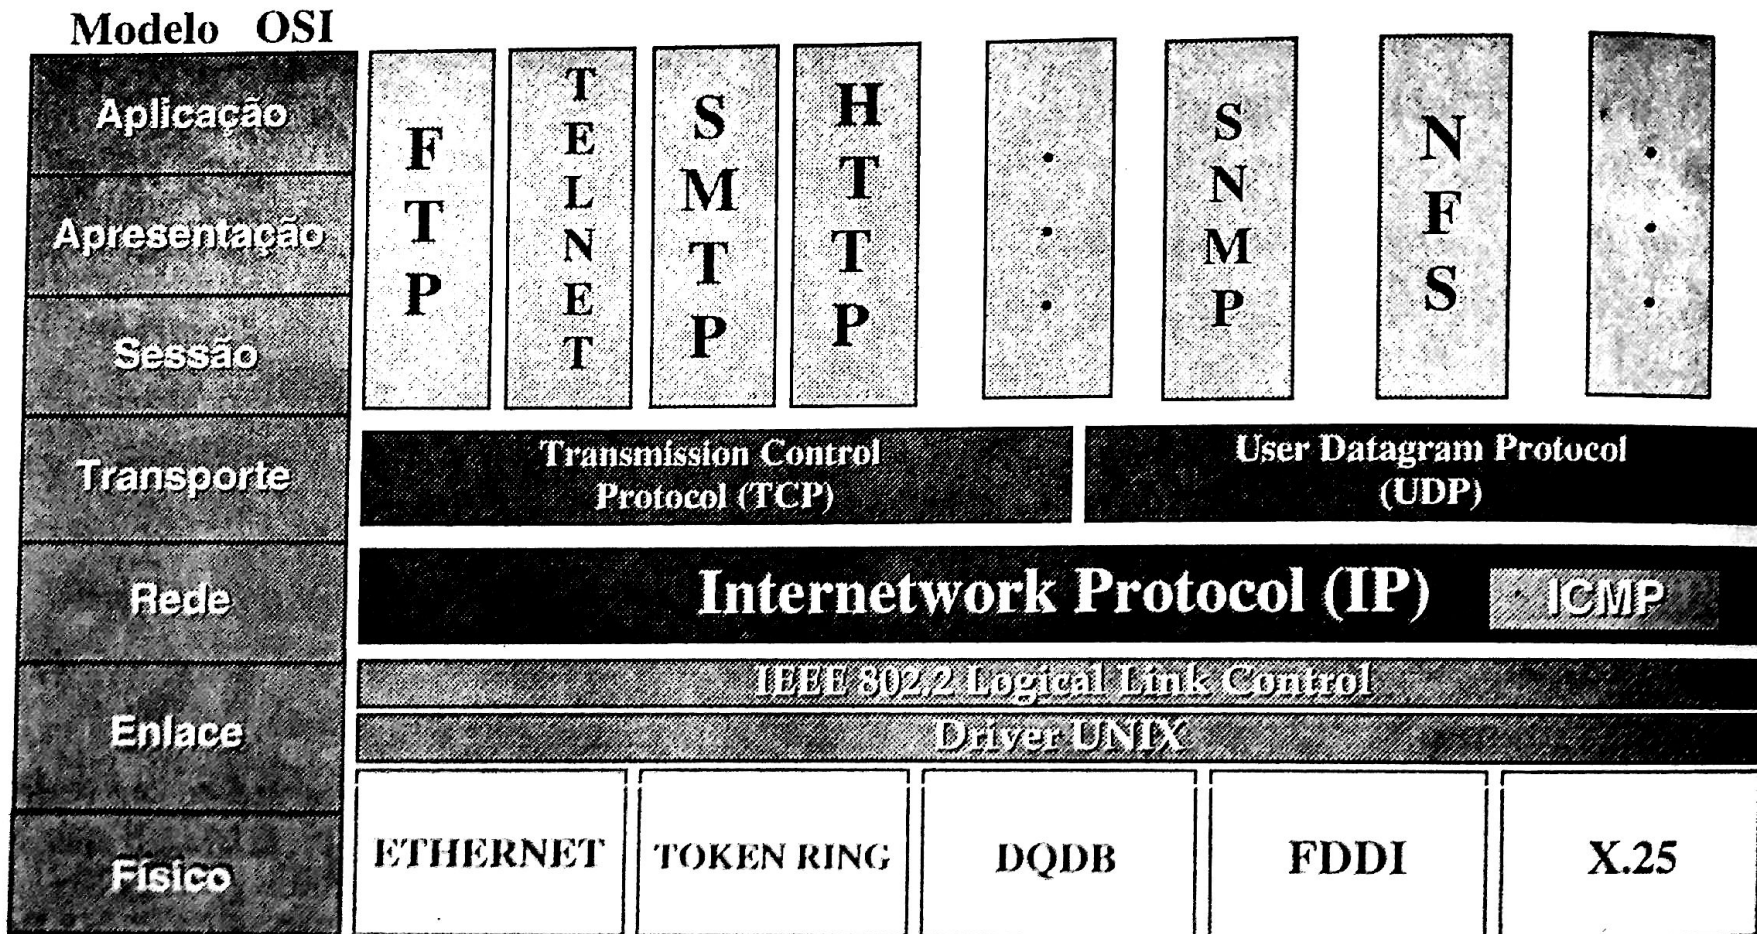 Modelo OSI
Aplicação
Apresentação
Sessão
Transporte
Rede
Enlace
Físico
FTP
TELNET
SMTP
HTTP
.
.
.
SNMP
NFS
.
.
.
Transmission Control
Protocol (TCP)
User Datagram Protocol
(UDP)
Internetwork Protocol (IP)
ICMP
IEEE 802.2 Logical Link Control
Driver UNIX
ETHERNET
TOKEN RING
DQDB
FDDI
X.25